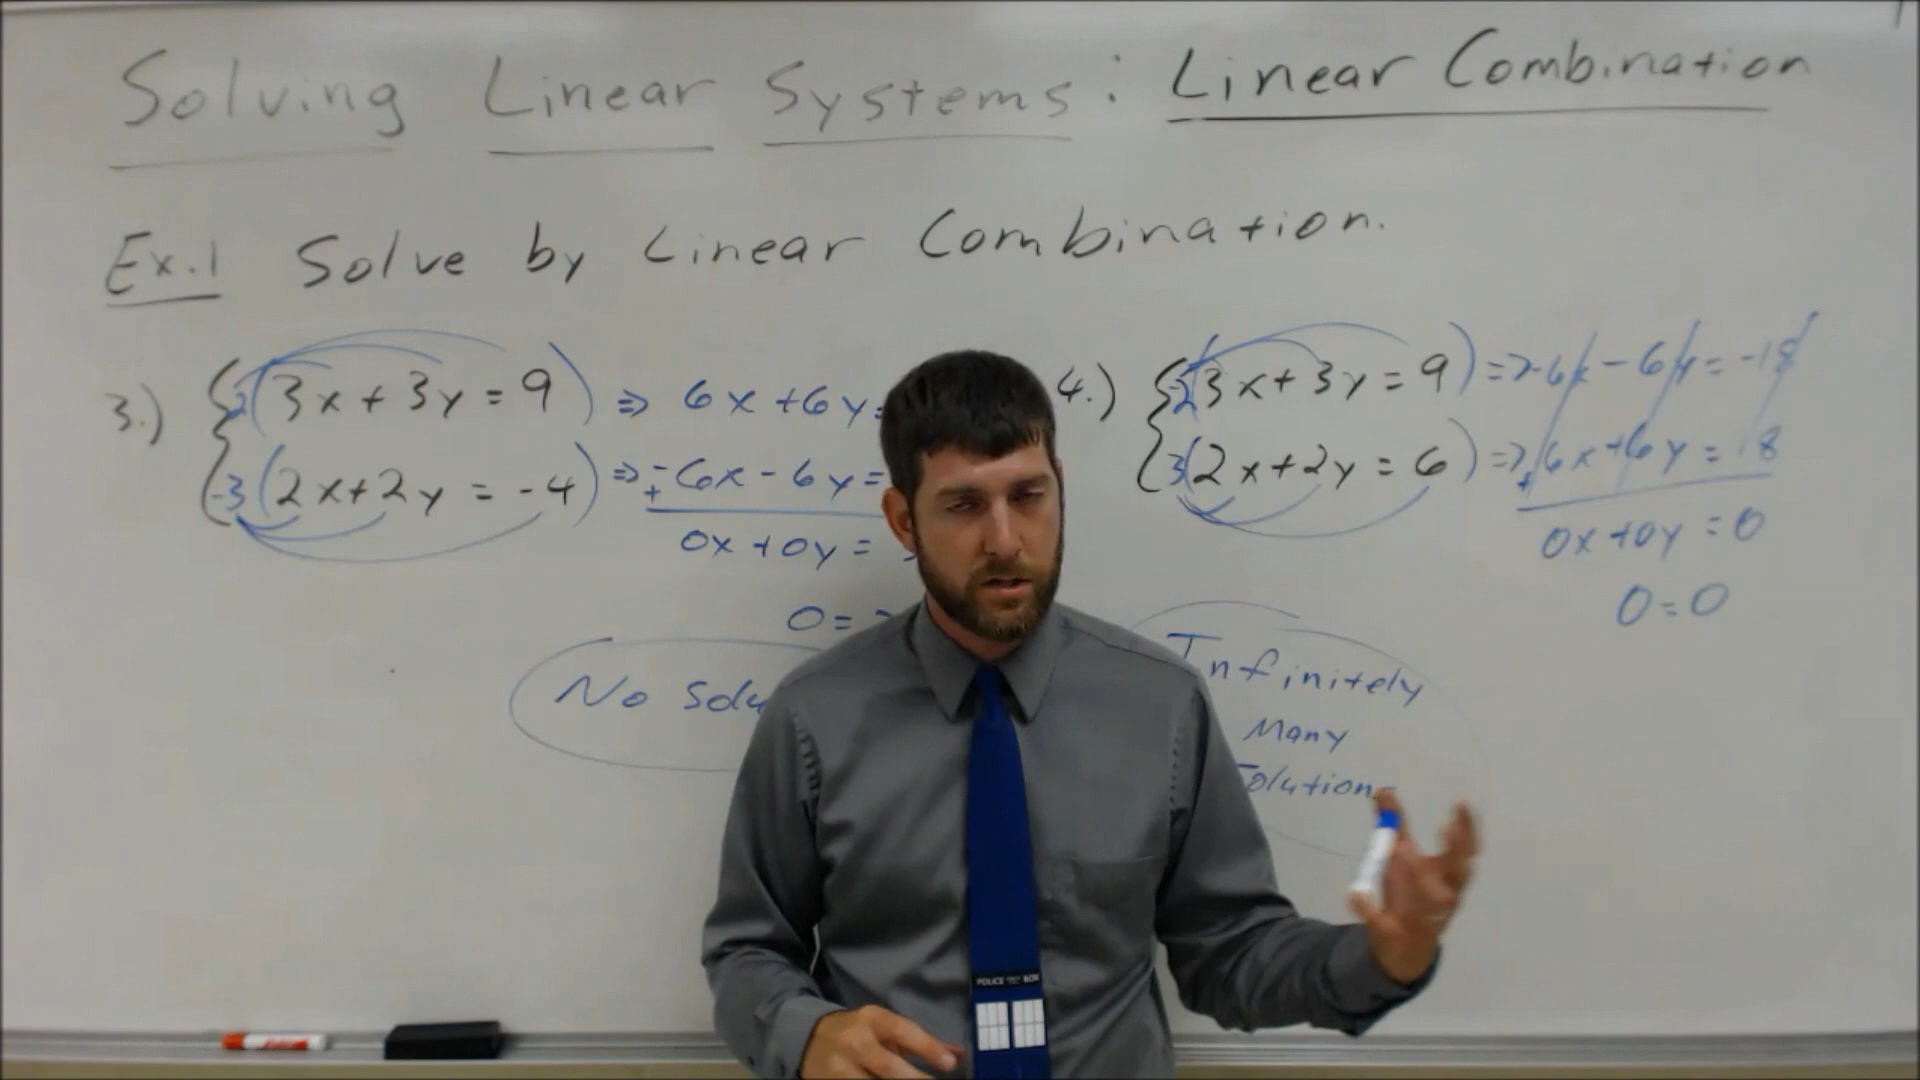 Solving Linear Systems: Linear Combination
Ex.1 Solve by Linear Combination.
3.) 2(3x+3y=9) => 6x+6y=
-3(2x+2y=-4) => -6x-6y=
+
0x+0y=
0=
No
4.) -2(3x+3y=9) => -6x-6y=-18
3(2x+2y=6) => 6x+6y=18
+
0x+0y=0
0=0
Infinitely
Many
POLICE BOX